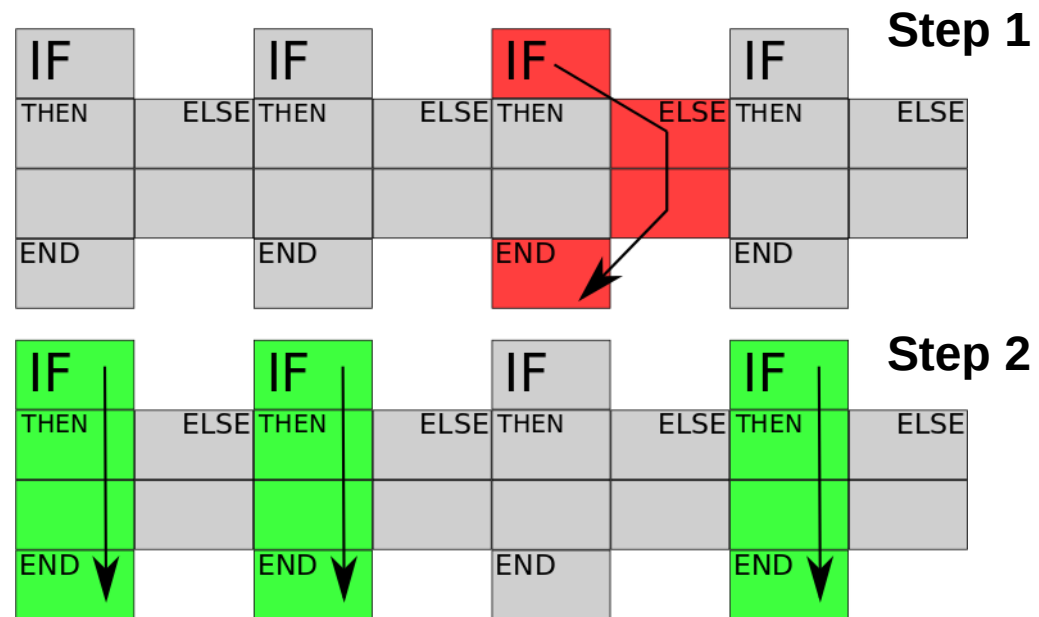 Step 1
IF IF IF IF
THEN ELSE THEN ELSE THEN ELSE THEN ELSE
END END END END
Step 2
IF IF IF IF
THEN ELSE THEN ELSE THEN ELSE THEN ELSE
END END END END